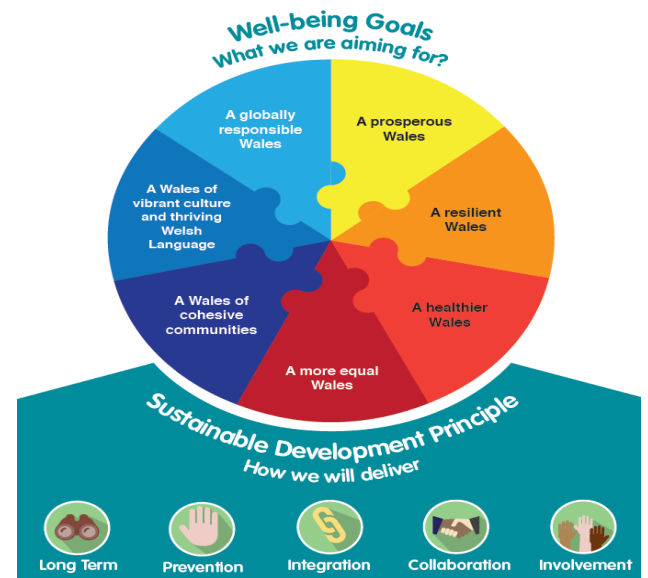 Well-being Goals
What we are aiming for?
A globally
responsible
Wales
A prosperous
Wales
A Wales of
vibrant culture
and thriving
Welsh
Language
A resilient
Wales
A Wales of
cohesive
communities
A healthier
Wales
A more equal
Wales
Sustainable Development Principle
How we will deliver
Long Term
Prevention
Integration
Collaboration
Involvement